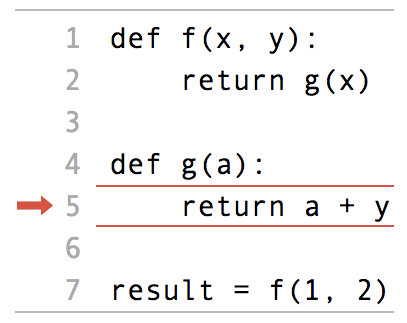 1 def f(x, y):
2     return g(x)
3
4 def g(a):
5     return a + y
6
7 result = f(1, 2)